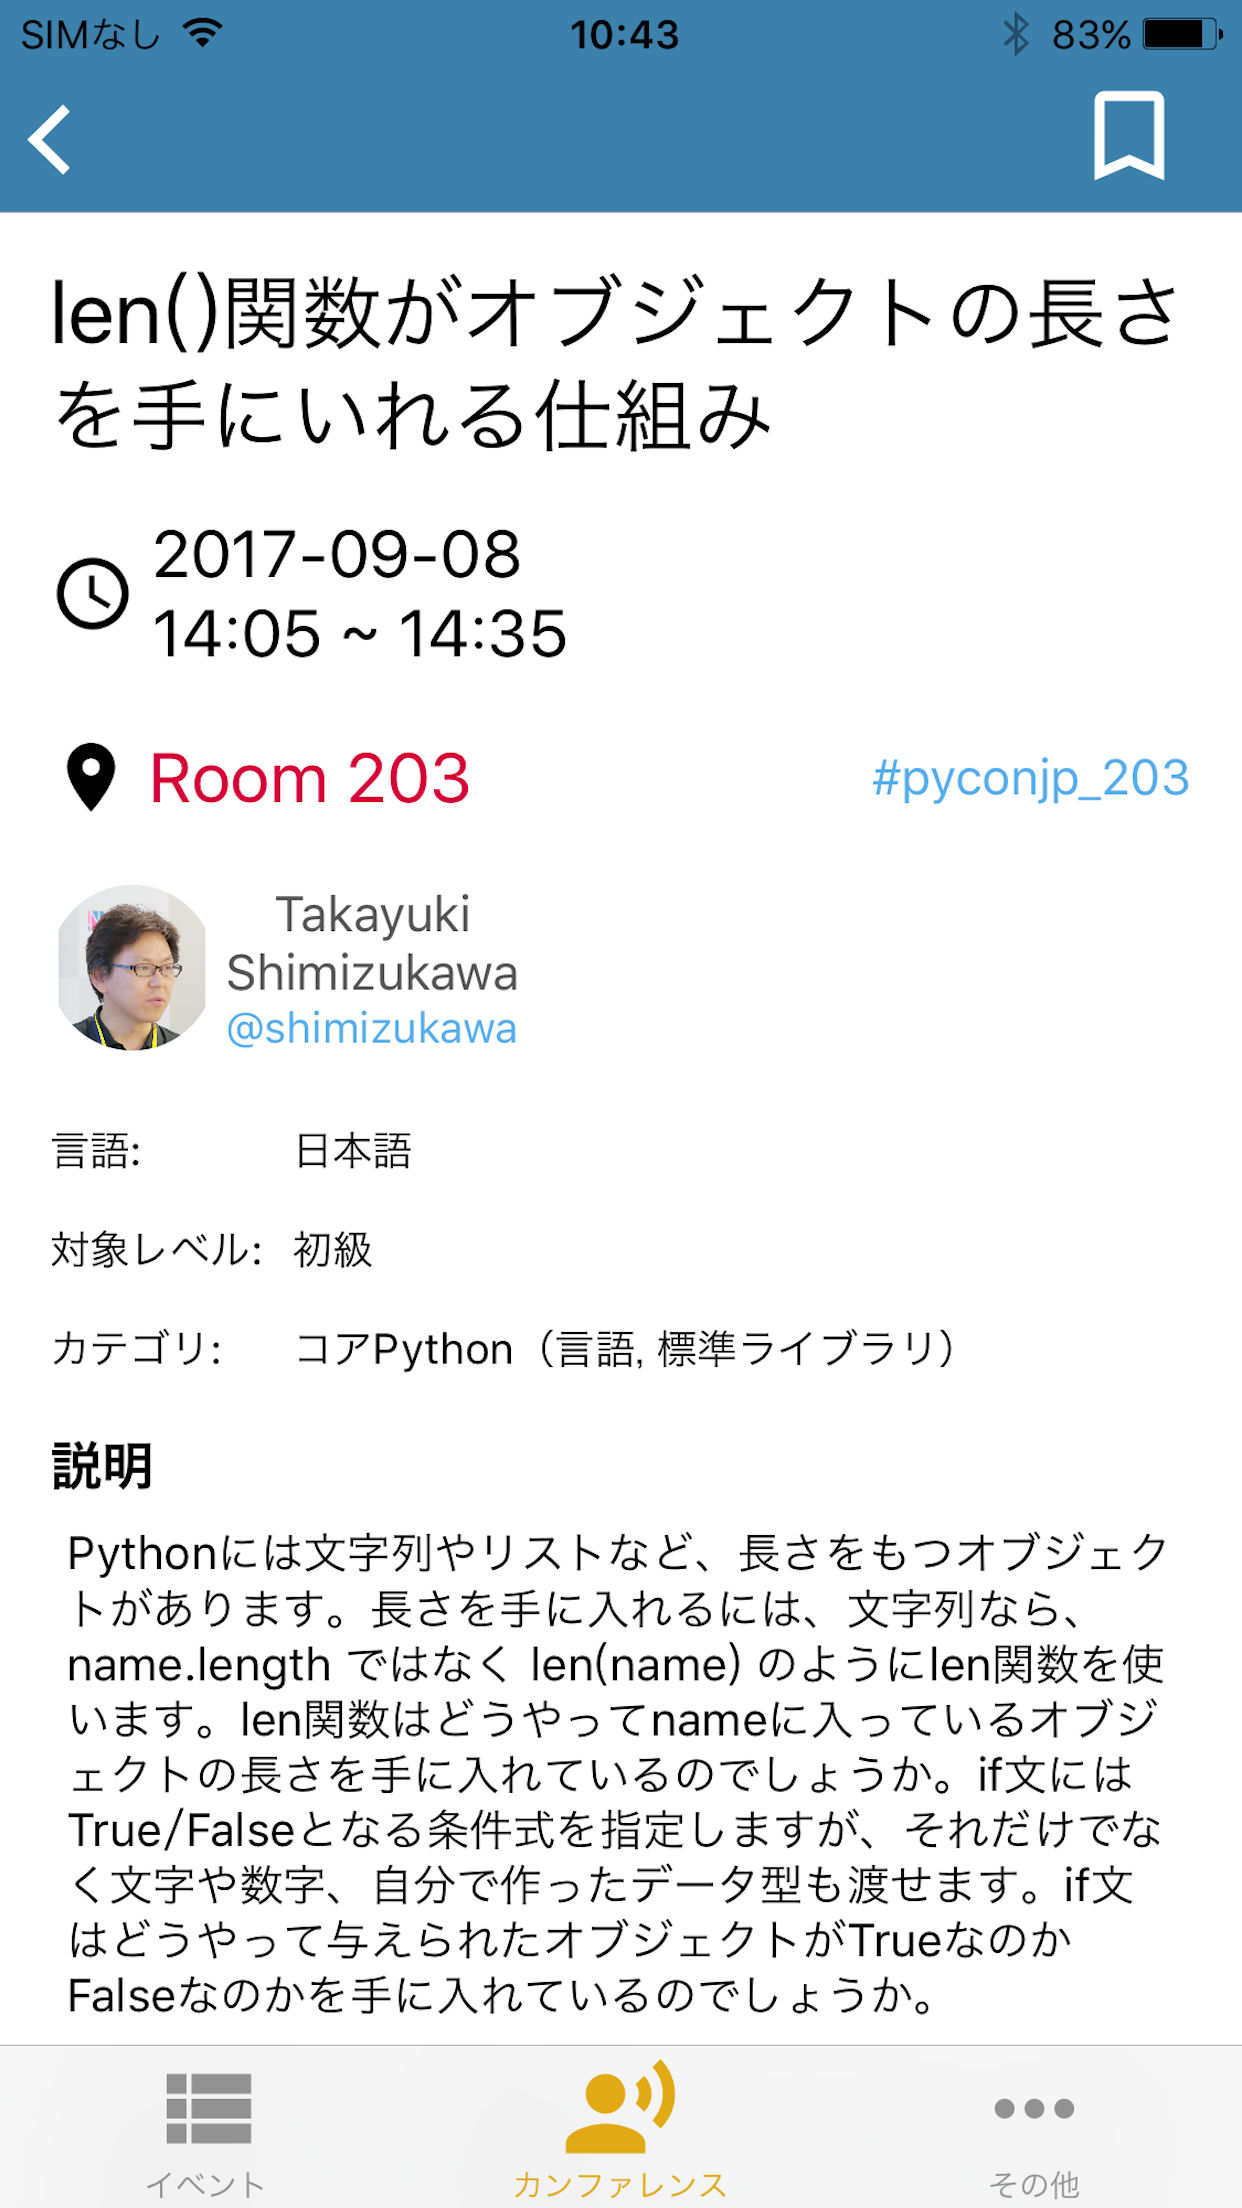 SIMなし 10:43 83%
len()関数がオブジェクトの長さ
を手にいれる仕組み
2017-09-08
14:05 ~ 14:35
Room 203 #pyconjp_203
Takayuki
Shimizukawa
@shimizukawa
言語: 日本語
対象レベル: 初級
カテゴリ: コアPython（言語, 標準ライブラリ）
説明
Pythonには文字列やリストなど、長さをもつオブジェク
トがあります。長さを手に入れるには、文字列なら、
name.length ではなく len(name) のようにlen関数を使
います。len関数はどうやってnameに入っているオブジ
ェクトの長さを手に入れているのでしょうか。if文には
True/Falseとなる条件式を指定しますが、それだけでな
く文字や数字、自分で作ったデータ型も渡せます。if文
はどうやって与えられたオブジェクトがTrueなのか
Falseなのかを手に入れているのでしょうか。
イベント カンファレンス その他